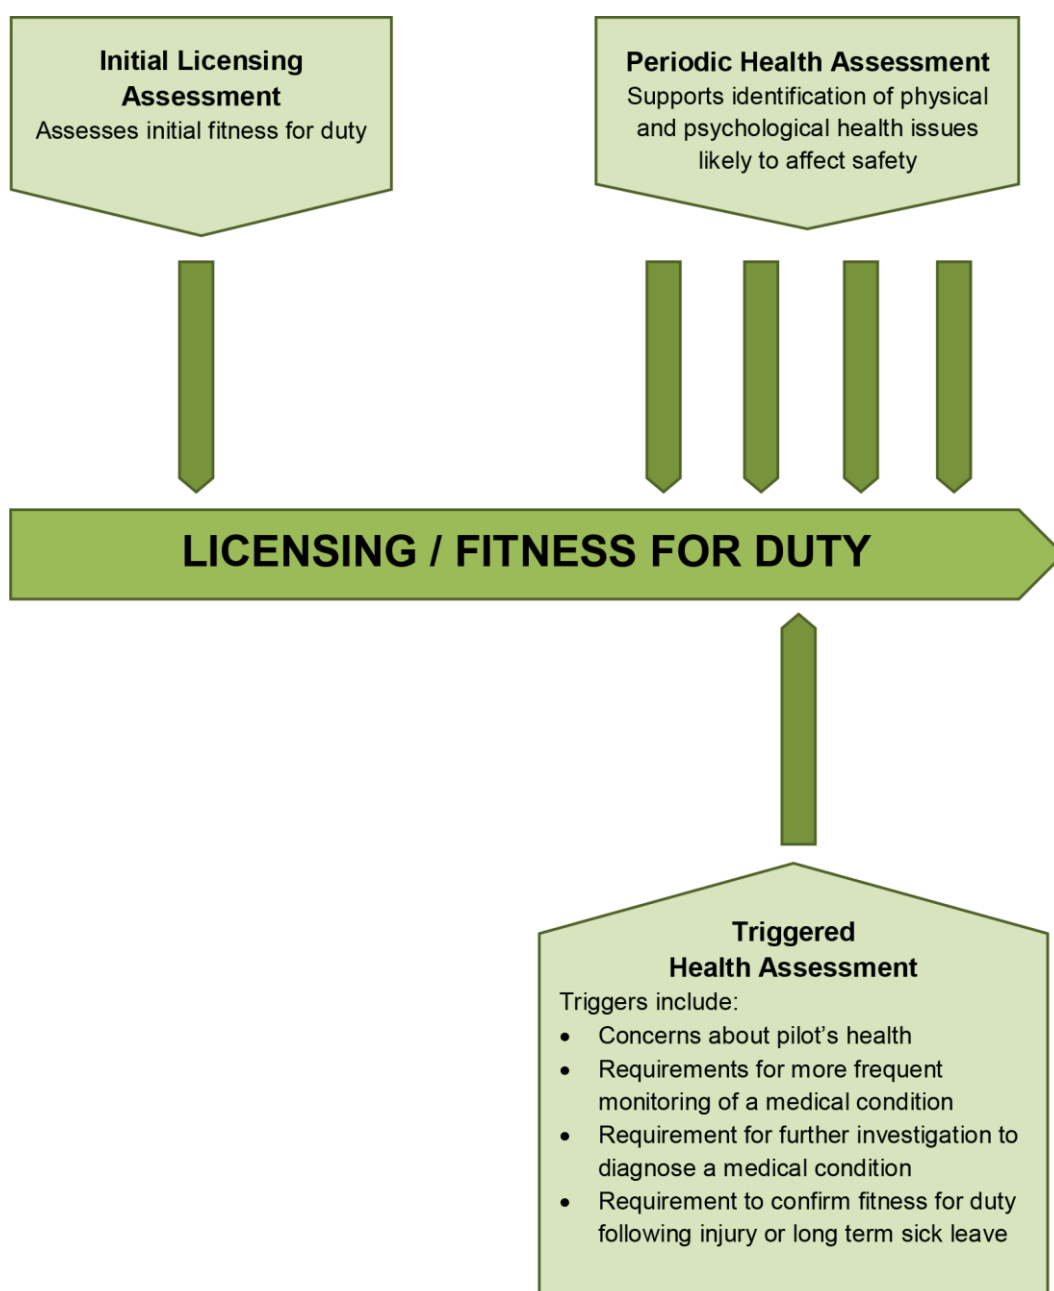 Initial Licensing
Assessment
Assesses initial fitness for duty
Periodic Health Assessment
Supports identification of physical
and psychological health issues
likely to affect safety
LICENSING / FITNESS FOR DUTY
Triggered
Health Assessment
Triggers include:
• Concerns about pilot’s health
• Requirements for more frequent
monitoring of a medical condition
• Requirement for further investigation to
diagnose a medical condition
• Requirement to confirm fitness for duty
following injury or long term sick leave